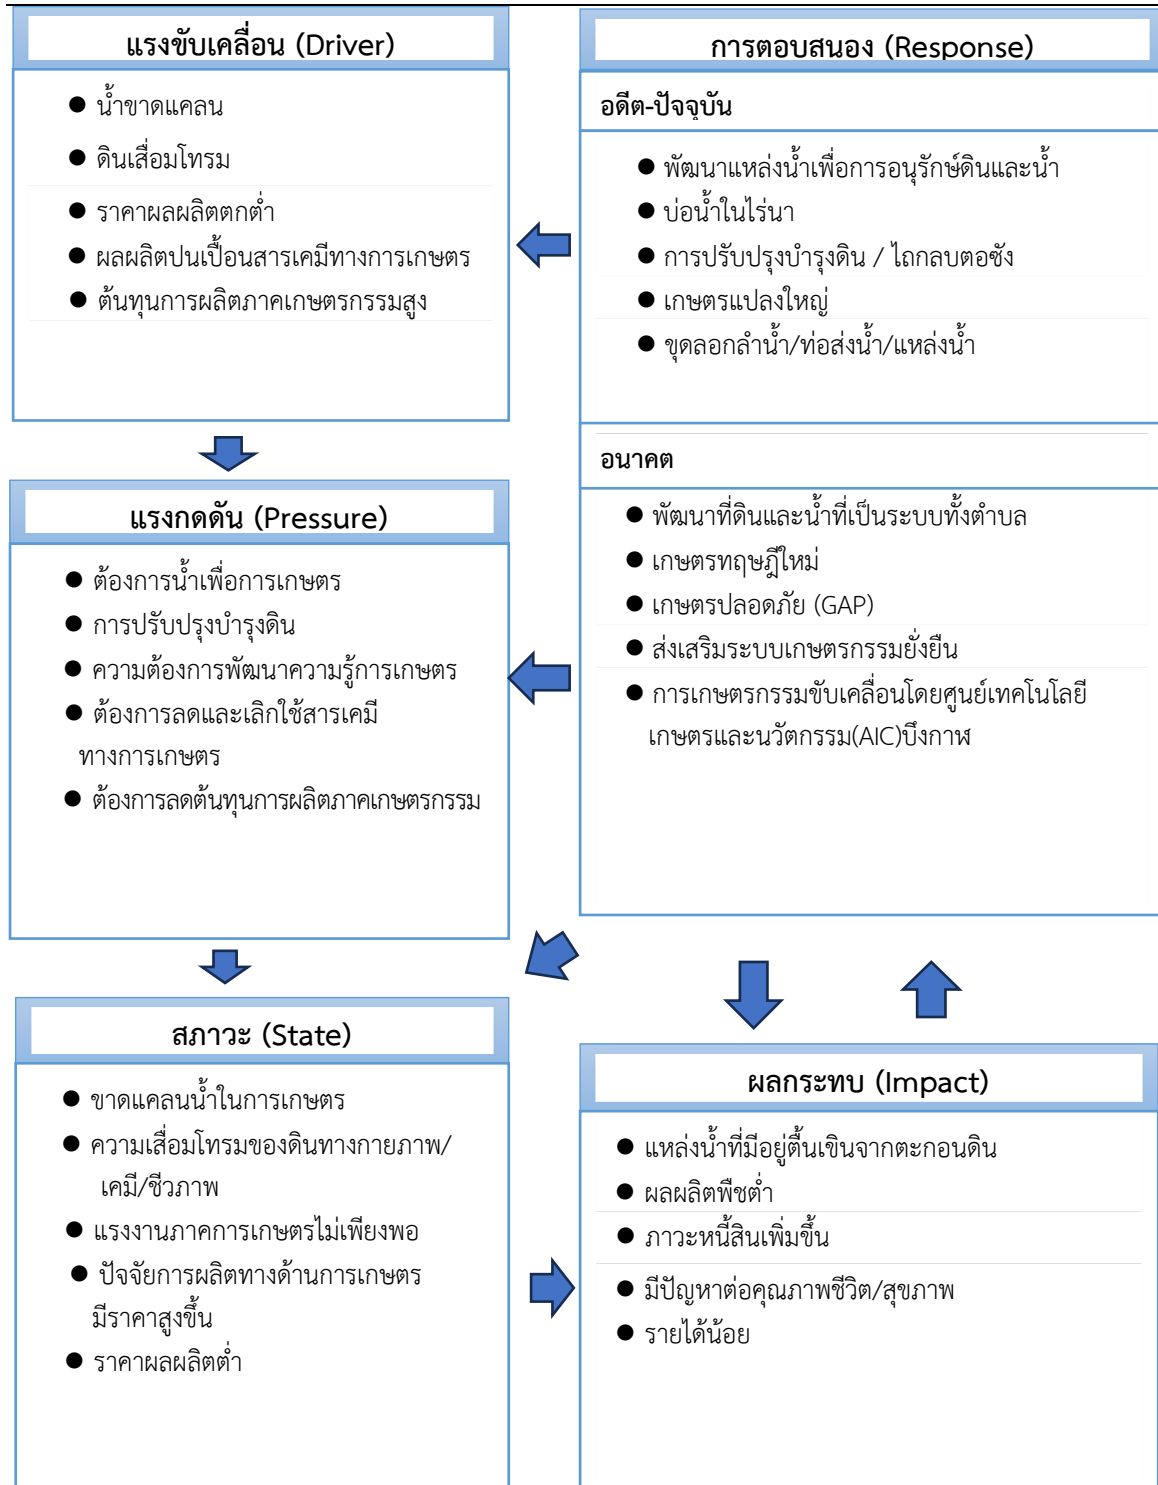 แรงขับเคลื่อน (Driver)
● น้ำขาดแคลน
● ดินเสื่อมโทรม
● ราคาผลผลิตตกต่ำ
● ผลผลิตปนเปื้อนสารเคมีทางการเกษตร
● ต้นทุนการผลิตภาคเกษตรกรรมสูง
การตอบสนอง (Response)
อดีต-ปัจจุบัน
● พัฒนาแหล่งน้ำเพื่อการอนุรักษ์ดินและน้ำ
● บ่อน้ำในไร่นา
● การปรับปรุงบำรุงดิน / ไถกลบตอซัง
● เกษตรแปลงใหญ่
● ขุดลอกลำน้ำ/ท่อส่งน้ำ/แหล่งน้ำ
อนาคต
● พัฒนาที่ดินและน้ำที่เป็นระบบทั้งตำบล
● เกษตรทฤษฎีใหม่
● เกษตรปลอดภัย (GAP)
● ส่งเสริมระบบเกษตรกรรมยั่งยืน
● การเกษตรกรรมขับเคลื่อนโดยศูนย์เทคโนโลยี
เกษตรและนวัตกรรม(AIC)บึงกาฬ
แรงกดดัน (Pressure)
● ต้องการน้ำเพื่อการเกษตร
● การปรับปรุงบำรุงดิน
● ความต้องการพัฒนาความรู้การเกษตร
● ต้องการลดและเลิกใช้สารเคมี
ทางการเกษตร
● ต้องการลดต้นทุนการผลิตภาคเกษตรกรรม
สภาวะ (State)
● ขาดแคลนน้ำในการเกษตร
● ความเสื่อมโทรมของดินทางกายภาพ/
เคมี/ชีวภาพ
● แรงงานภาคการเกษตรไม่เพียงพอ
● ปัจจัยการผลิตทางด้านการเกษตร
มีราคาสูงขึ้น
● ราคาผลผลิตต่ำ
ผลกระทบ (Impact)
● แหล่งน้ำที่มีอยู่ตื้นเขินจากตะกอนดิน
● ผลผลิตพืชต่ำ
● ภาวะหนี้สินเพิ่มขึ้น
● มีปัญหาต่อคุณภาพชีวิต/สุขภาพ
● รายได้น้อย